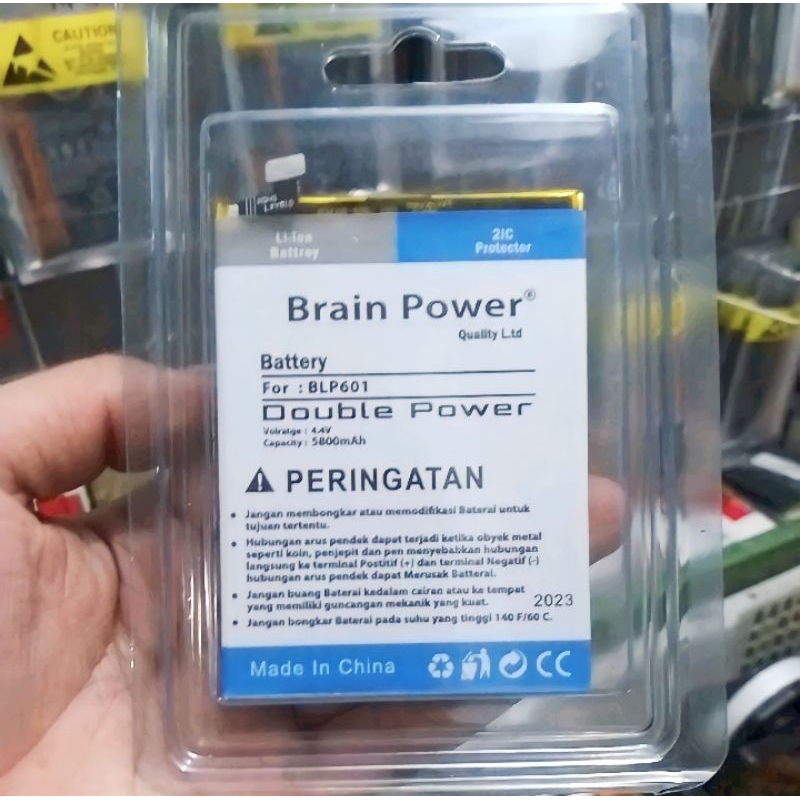 CAUTION
Li-Ion
Battrey
2IC
Protector
Brain Power®
Quality L.td
Battery
For : BLP601
Double Power
Volratge : 4.4V
Capacity : 5800mAh
PERINGATAN
• Jangan membongkar atau memodifikasi Baterai untuk
tujuan tertentu.
• Hubungan arus pendek dapat terjadi ketika obyek metal
seperti koin, penjepit dan pen menyebabkan hubungan
langsung ke terminal Postitif (+) dan terminal Negatif (-)
hubungan arus pendek dapat Merusak Batterai.
• Jangan buang Baterai kedalam cairan atau ke tempat
yang memiliki guncangan mekanik yang kuat.
2023
• Jangan bongkar Baterai pada suhu yang tinggi 140 F/60 C.
Made In China
CC